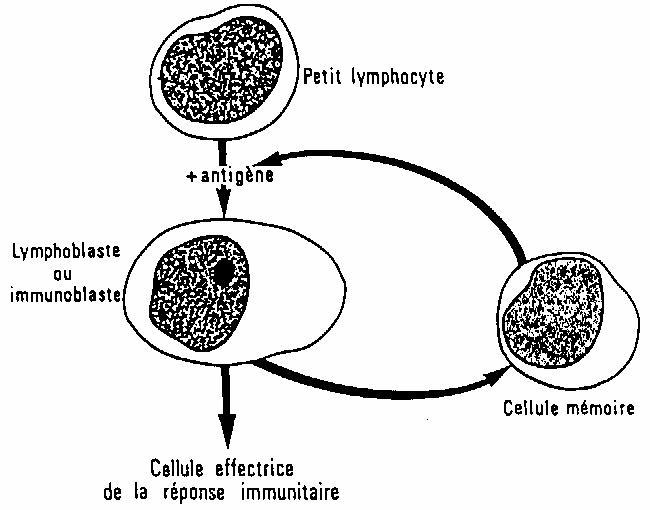 Petit lymphocyte
+antigène
Lymphoblaste
ou
immunoblaste
Cellule mémoire
Cellule effectrice
de la réponse immunitaire